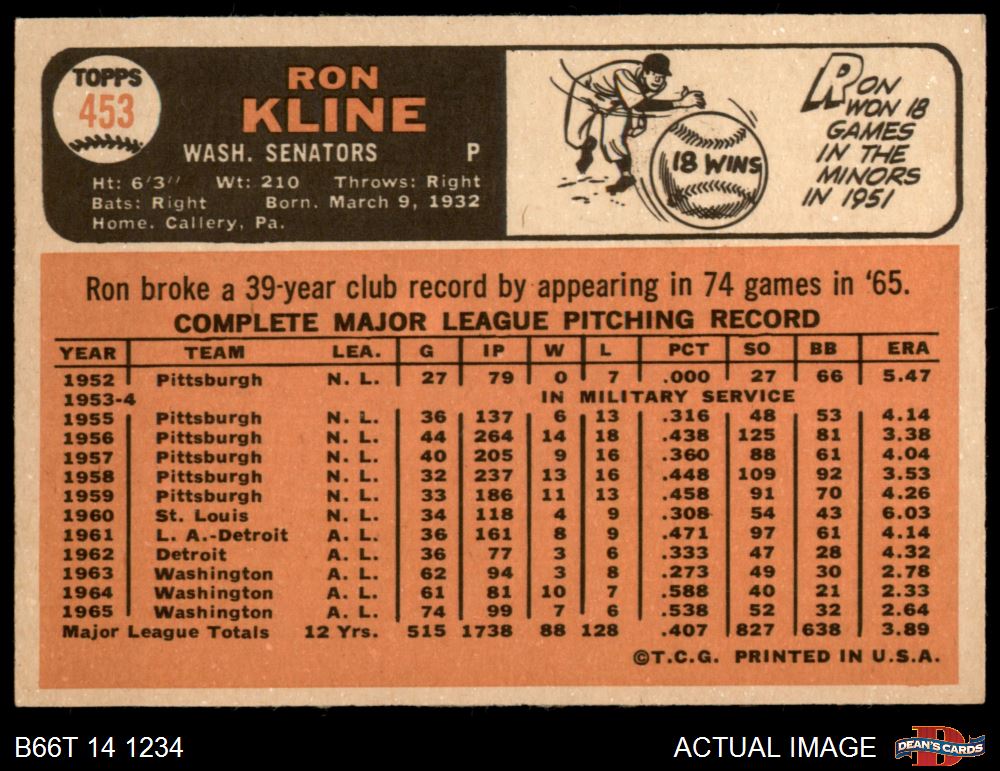 TOPPS
453
RON
KLINE
WASH. SENATORS P
Ht: 6'3" Wt: 210 Throws: Right
Bats: Right Born. March 9, 1932
Home. Callery, Pa.
18 WINS
RON
WON 18
GAMES
IN THE
MINORS
IN 1951
Ron broke a 39-year club record by appearing in 74 games in '65.
COMPLETE MAJOR LEAGUE PITCHING RECORD
YEAR TEAM LEA. G IP W L PCT SO BB ERA
1952 Pittsburgh N. L. 27 79 0 7 .000 27 66 5.47
1953-4 IN MILITARY SERVICE
1955 Pittsburgh N. L. 36 137 6 13 .316 48 53 4.14
1956 Pittsburgh N. L. 44 264 14 18 .438 125 81 3.38
1957 Pittsburgh N. L. 40 205 9 16 .360 88 61 4.04
1958 Pittsburgh N. L. 32 237 13 16 .448 109 92 3.53
1959 Pittsburgh N. L. 33 186 11 13 .458 91 70 4.26
1960 St. Louis N. L. 34 118 4 9 .308 54 43 6.03
1961 L. A.-Detroit A. L. 36 161 8 9 .471 97 61 4.14
1962 Detroit A. L. 36 77 3 6 .333 47 28 4.32
1963 Washington A. L. 62 94 3 8 .273 49 30 2.78
1964 Washington A. L. 61 81 10 7 .588 40 21 2.33
1965 Washington A. L. 74 99 7 6 .538 52 32 2.64
Major League Totals 12 Yrs. 515 1738 88 128 .407 827 638 3.89
©T.C.G. PRINTED IN U.S.A.
B66T 14 1234 ACTUAL IMAGE
D
DEAN'S CARDS